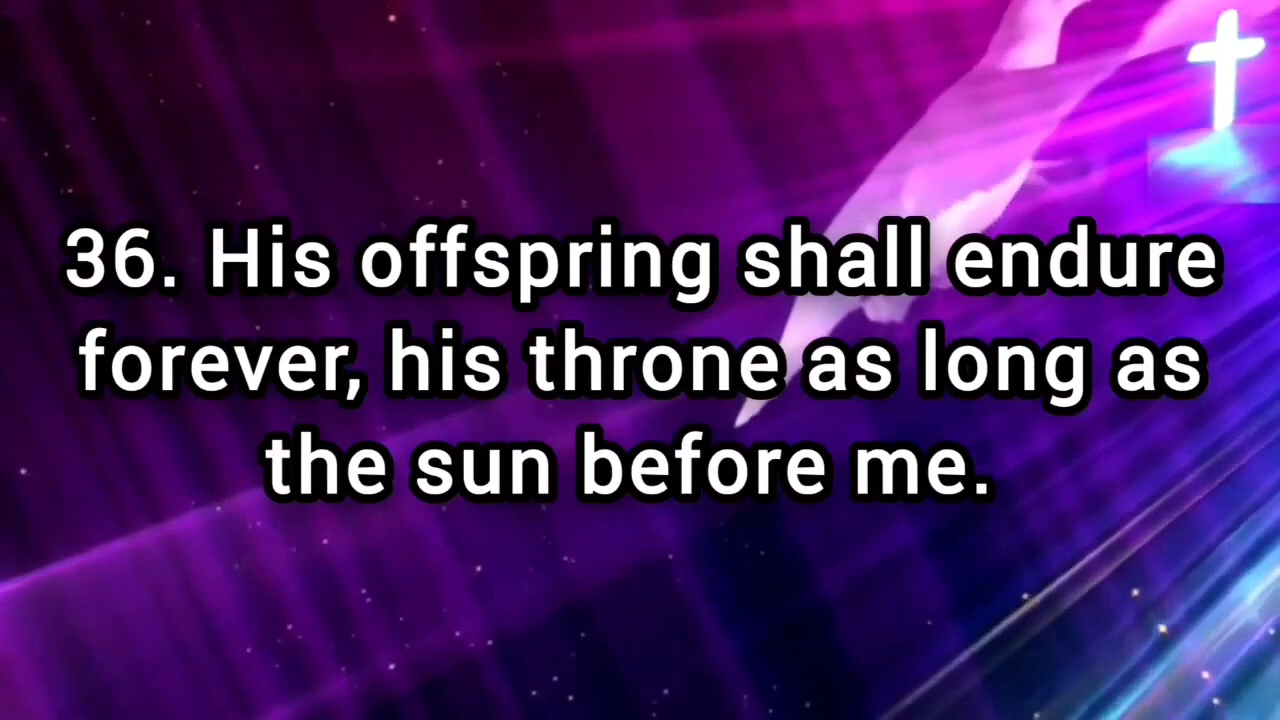 36. His offspring shall endure
forever, his throne as long as
the sun before me.